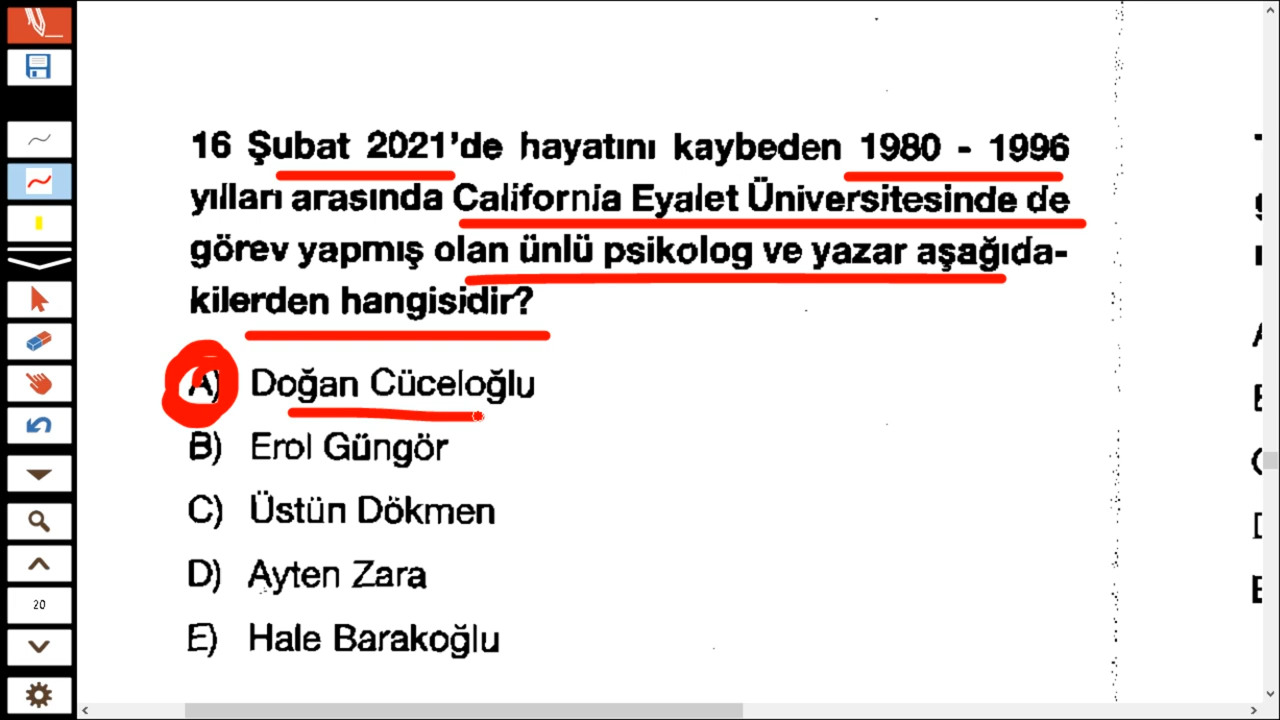 16 Şubat 2021'de hayatını kaybeden 1980 - 1996
yılları arasında California Eyalet Üniversitesinde de
görev yapmış olan ünlü psikolog ve yazar aşağıda-
kilerden hangisidir?
A) Doğan Cüceloğlu
B) Erol Güngör
C) Üstün Dökmen
D) Ayten Zara
E) Hale Barakoğlu
20